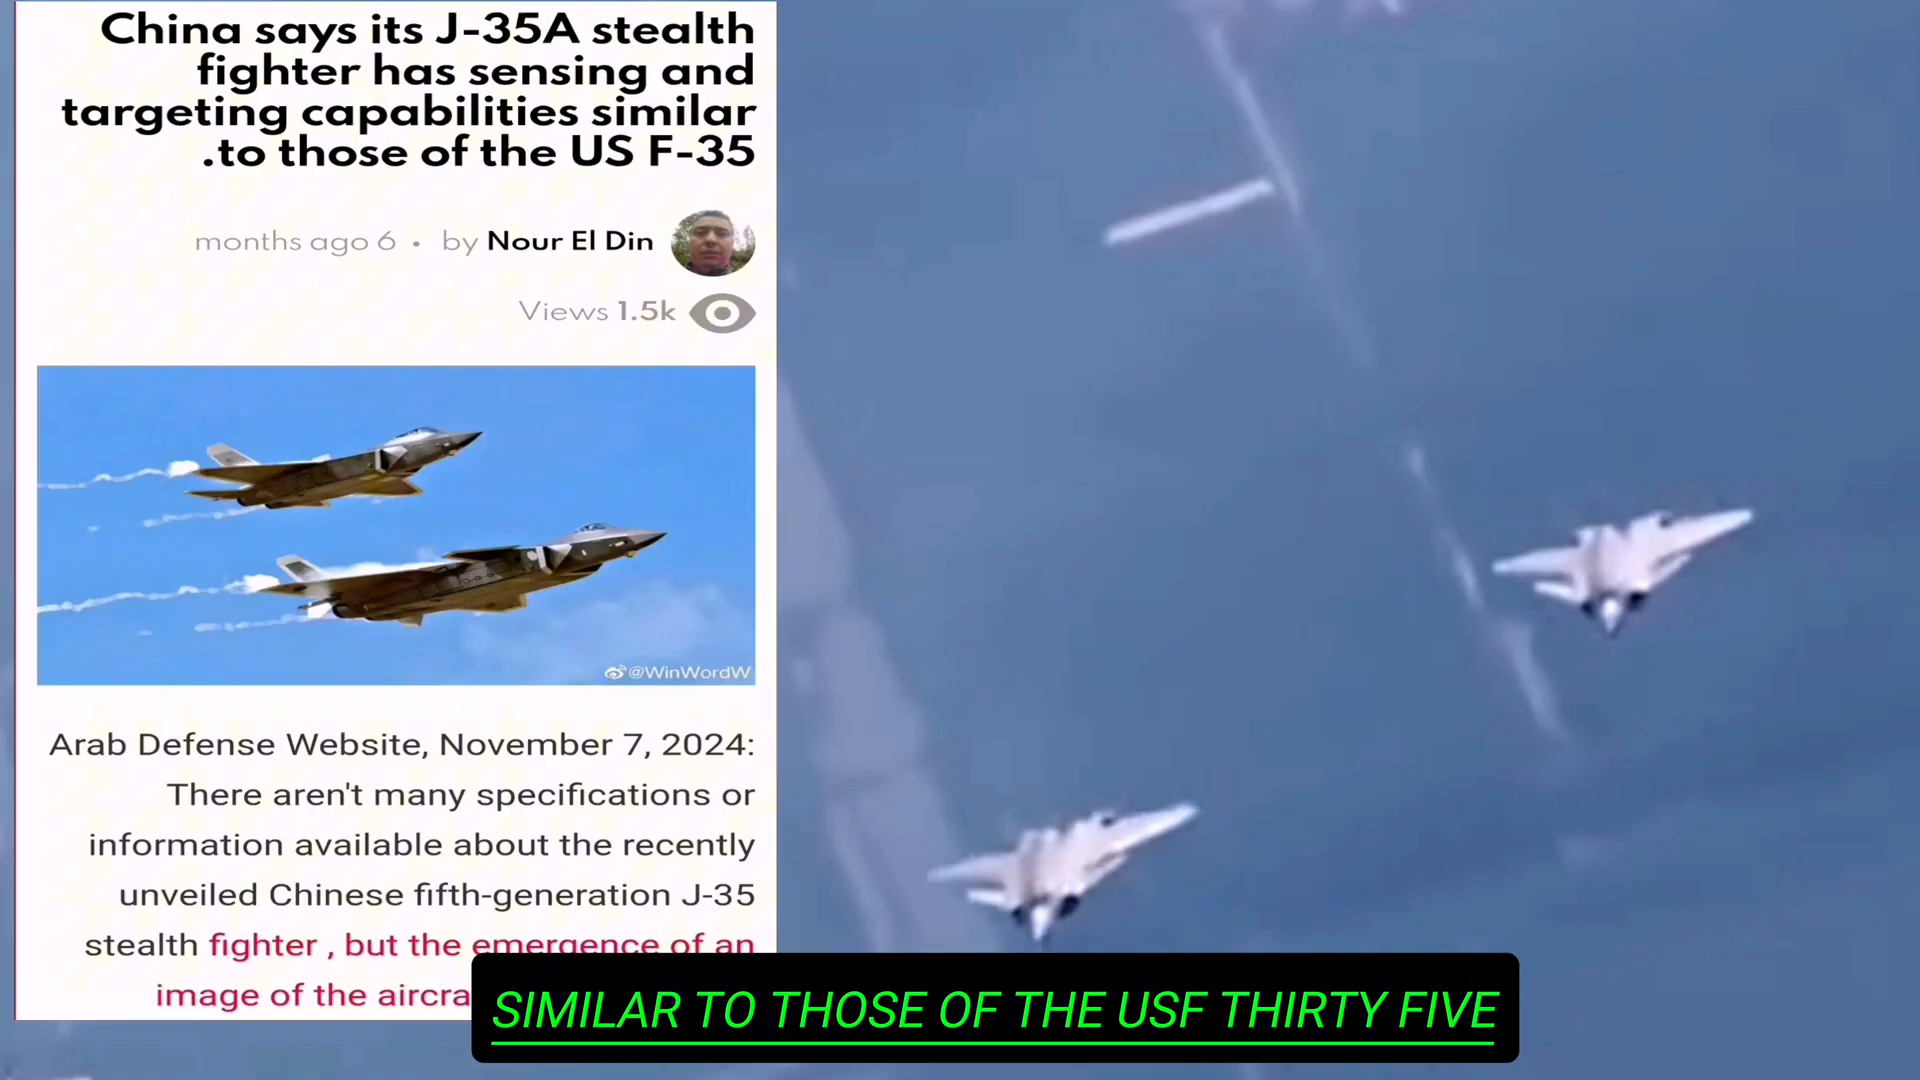 China says its J-35A stealth
fighter has sensing and
targeting capabilities similar
.to those of the US F-35
months ago 6 • by Nour El Din
Views 1.5k
@WinWordW
Arab Defense Website, November 7, 2024:
There aren't many specifications or
information available about the recently
unveiled Chinese fifth-generation J-35
stealth fighter , but the emergence of an
image of the aircra
SIMILAR TO THOSE OF THE USF THIRTY FIVE